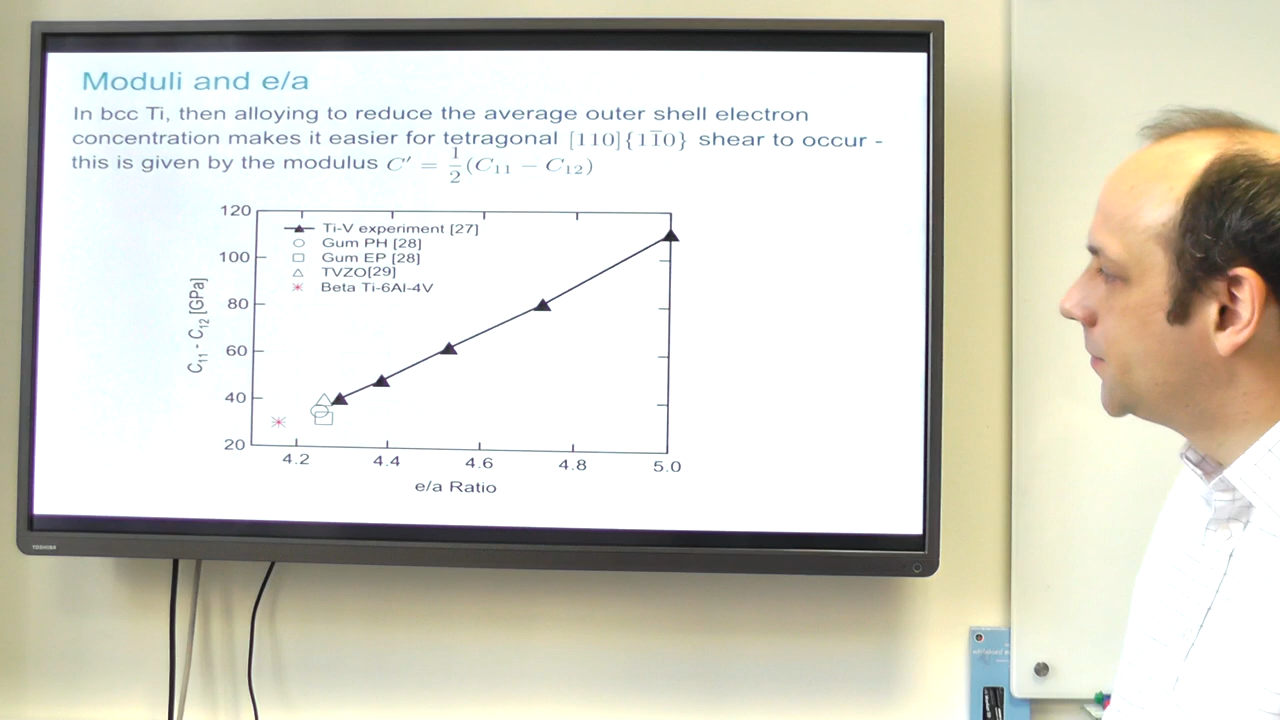 Moduli and e/a
In bcc Ti, then alloying to reduce the average outer shell electron
concentration makes it easier for tetragonal [110]{11̅0} shear to occur -
this is given by the modulus C′ = 1/2(C₁₁ − C₁₂)
120
100
80
60
40
20
C₁₁ - C₁₂ [GPa]
Ti-V experiment [27]
Gum PH [28]
Gum EP [28]
TVZO[29]
Beta Ti-6Al-4V
4.2 4.4 4.6 4.8 5.0
e/a Ratio
TOSHIBA